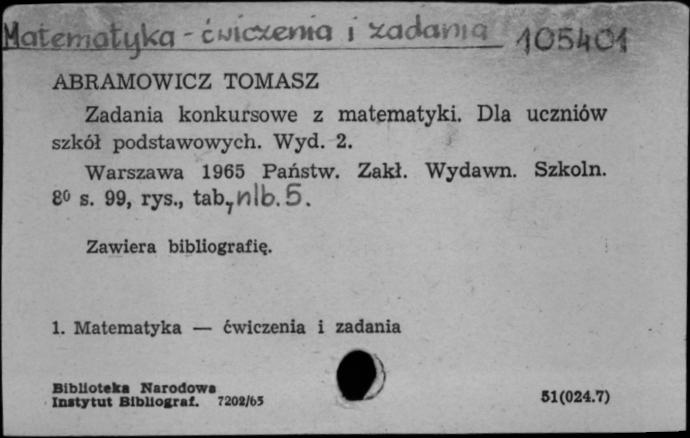 Matematyka - ćwiczenia i zadania 105401
ABRAMOWICZ TOMASZ
Zadania konkursowe z matematyki. Dla uczniów
szkół podstawowych. Wyd. 2.
Warszawa 1965 Państw. Zakł. Wydawn. Szkoln.
8⁰ s. 99, rys., tab, nlb. 5.
Zawiera bibliografię.
1. Matematyka — ćwiczenia i zadania
Biblioteka Narodowa
Instytut Bibliograf. 7202/65
51(024.7)